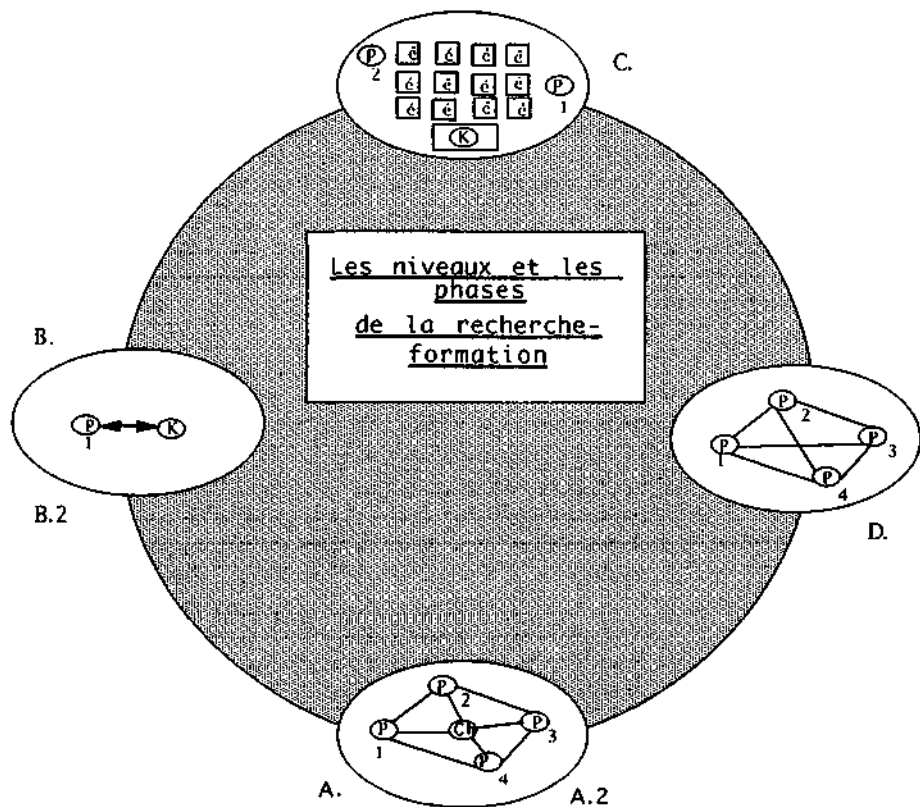 P é é é é
2
C.
é é é é P
1
é é é é
K
Les niveaux et les
phases
de la recherche-
formation
B.
P K
1
B.2
P
2
P P
1 3
P
4
D.
P
2
P Ch P
1 3
P
4
A. A.2